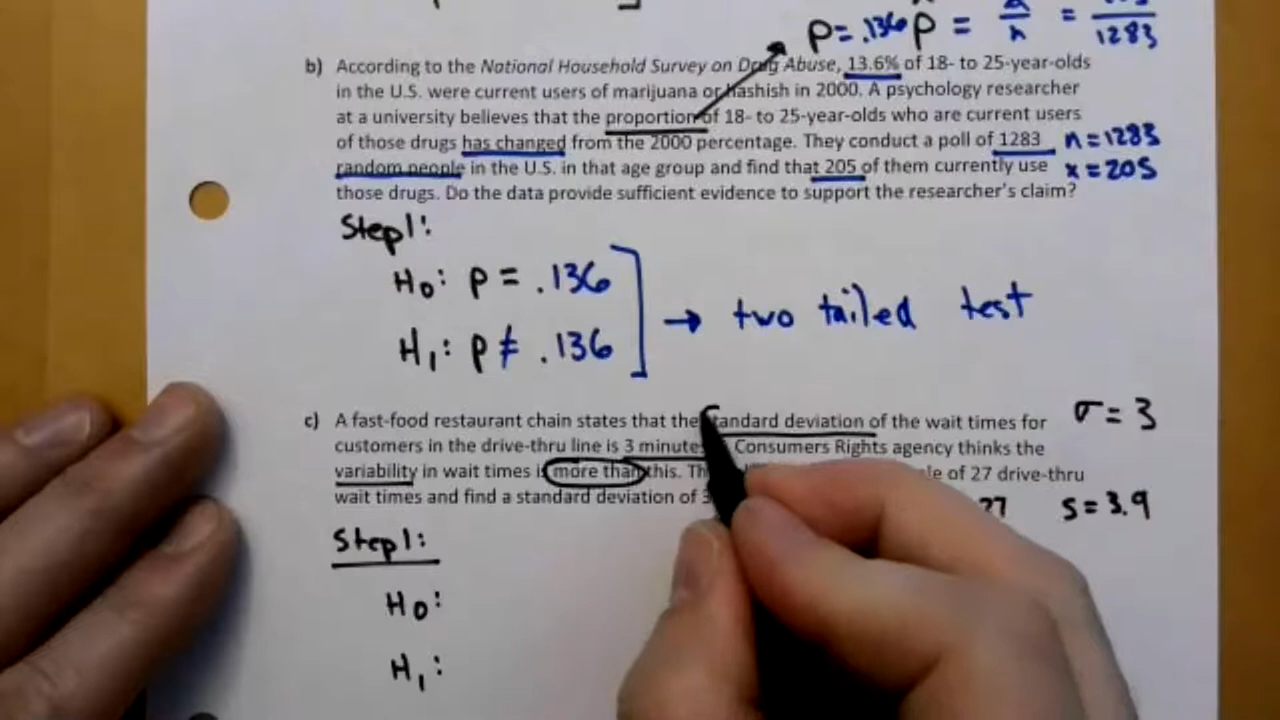 p = .136 p̂ = x/n = /1283
b) According to the National Household Survey on Drug Abuse, 13.6% of 18- to 25-year-olds
in the U.S. were current users of marijuana or hashish in 2000. A psychology researcher
at a university believes that the proportion of 18- to 25-year-olds who are current users
of those drugs has changed from the 2000 percentage. They conduct a poll of 1283 n = 1283
random people in the U.S. in that age group and find that 205 of them currently use x = 205
those drugs. Do the data provide sufficient evidence to support the researcher's claim?
Step 1:
H0: p = .136
→ two tailed test
H1: p ≠ .136
c) A fast-food restaurant chain states that the standard deviation of the wait times for σ = 3
customers in the drive-thru line is 3 minutes. Consumers Rights agency thinks the
variability in wait times is more than this. Th le of 27 drive-thru
wait times and find a standard deviation of 3 27 s = 3.9
Step 1:
H0:
H1: